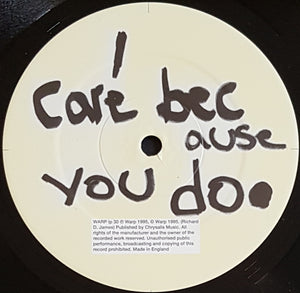 I
care bec
ause
you do.
WARP lp 30 ℗ Warp 1995, © Warp 1995. (Richard
D. James) Published by Chrysalis Music. All
rights of the manufacturer and the owner of the
recorded work reserved. Unauthorised public
performance, broadcasting and copying of this
record prohibited. Made in England